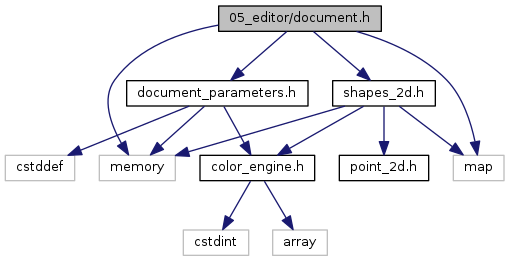 05_editor/document.h
document_parameters.h
shapes_2d.h
cstddef
memory
color_engine.h
point_2d.h
map
cstdint
array